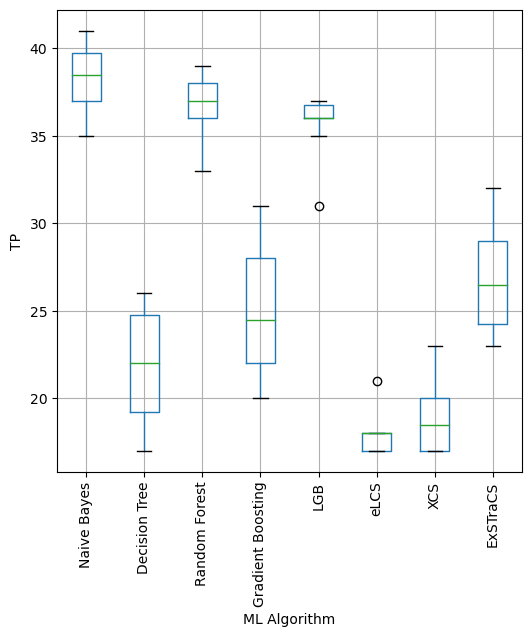 40
35
30
25
20
TP
Naive Bayes
Decision Tree
Random Forest
Gradient Boosting
LGB
eLCS
XCS
ExSTraCS
ML Algorithm